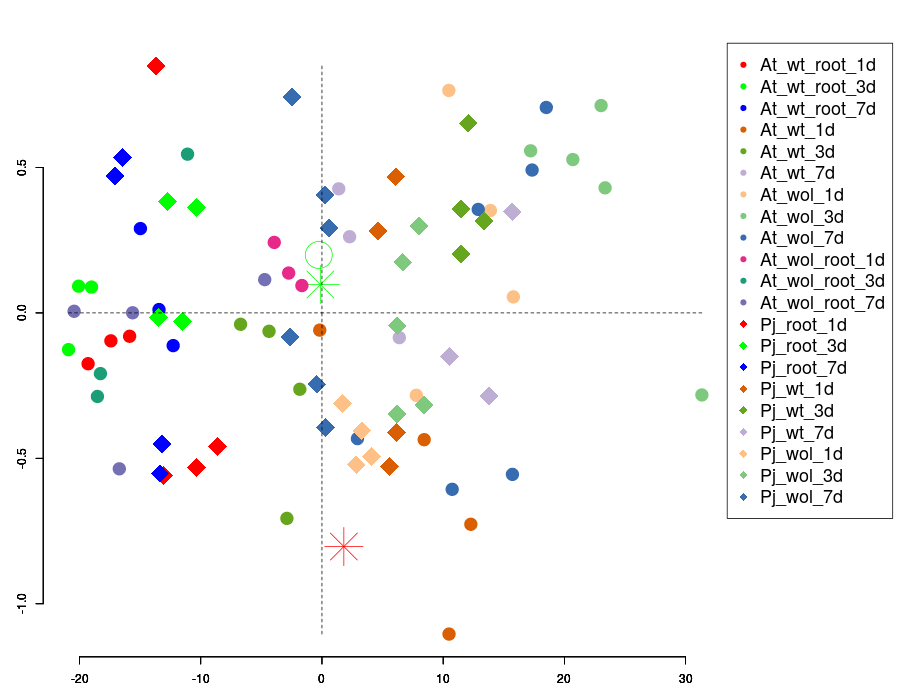 0.5
0.0
-0.5
-1.0
-20
-10
0
10
20
30
At_wt_root_1d
At_wt_root_3d
At_wt_root_7d
At_wt_1d
At_wt_3d
At_wt_7d
At_wol_1d
At_wol_3d
At_wol_7d
At_wol_root_1d
At_wol_root_3d
At_wol_root_7d
Pj_root_1d
Pj_root_3d
Pj_root_7d
Pj_wt_1d
Pj_wt_3d
Pj_wt_7d
Pj_wol_1d
Pj_wol_3d
Pj_wol_7d